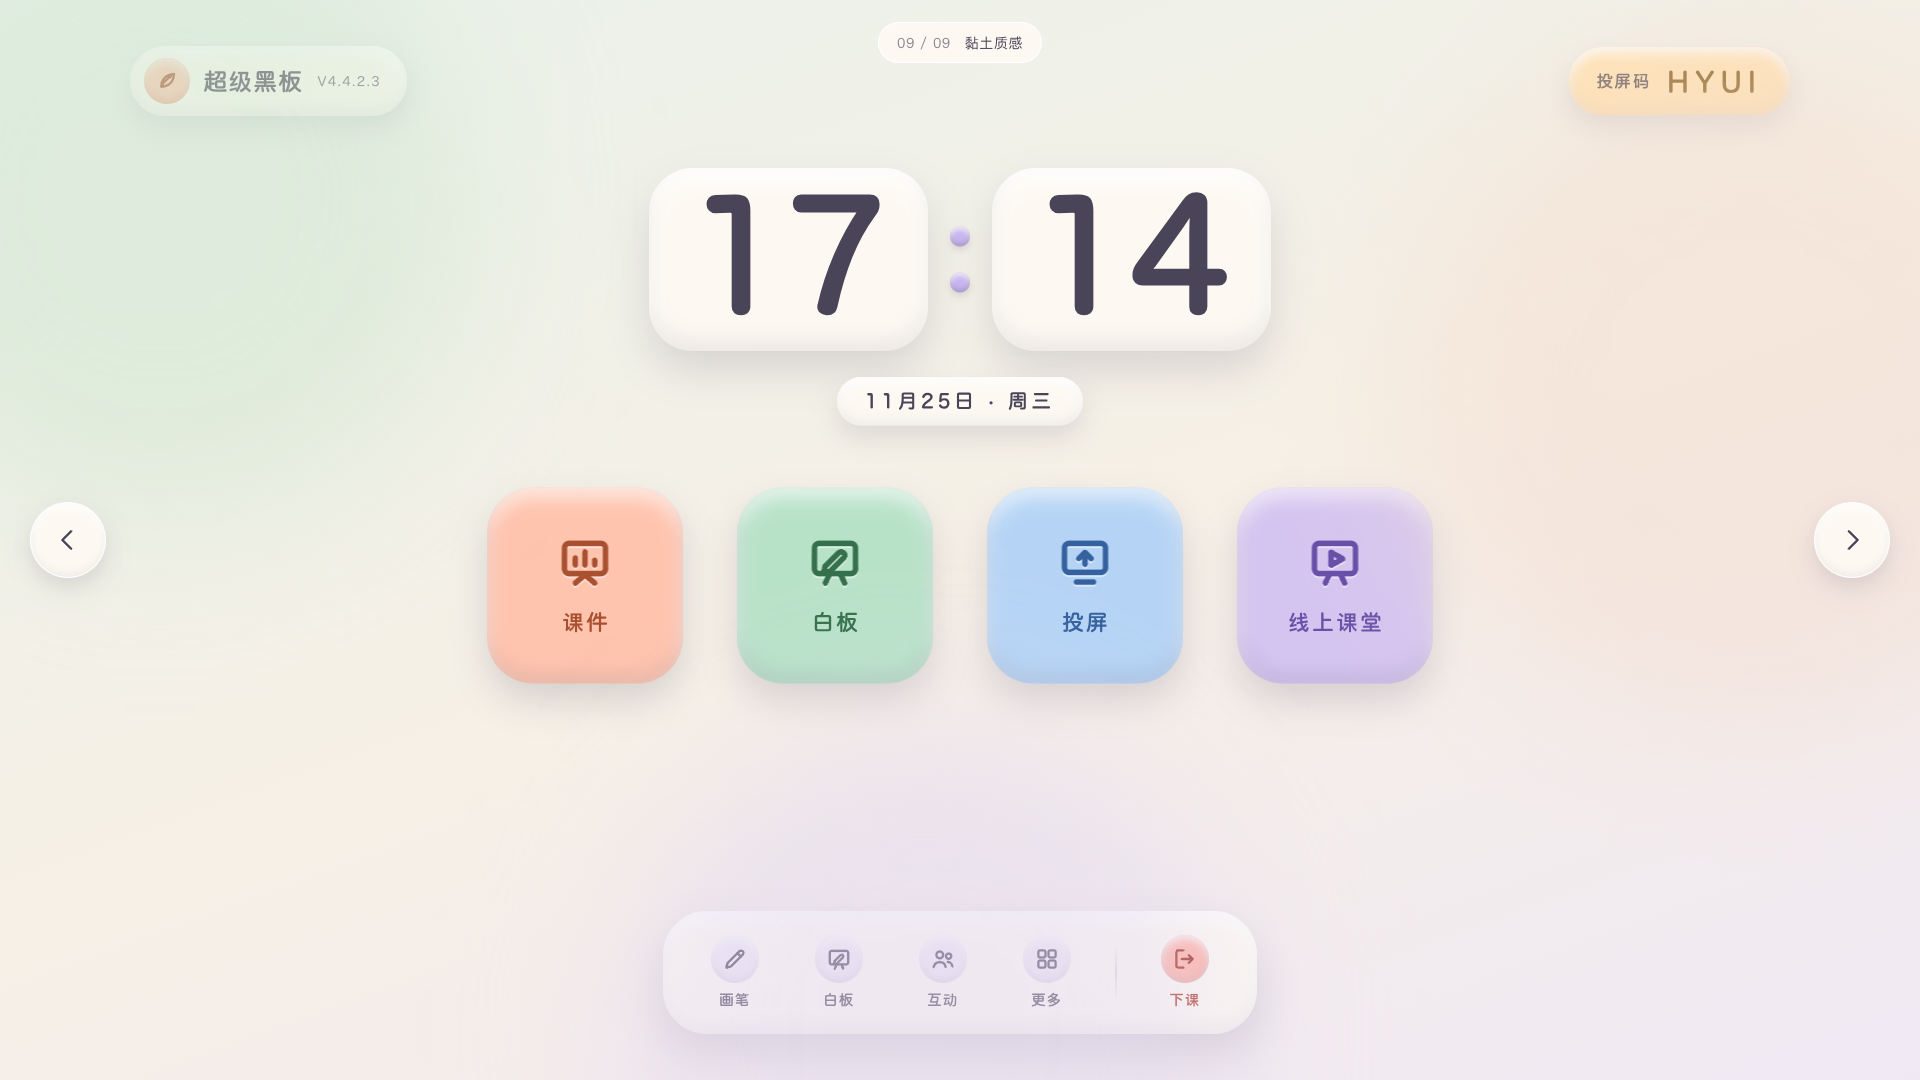 09 / 09 黏土质感
超级黑板 V4.4.2.3
投屏码 HYUI
17:14
11月25日 · 周三
课件
白板
投屏
线上课堂
画笔
白板
互动
更多
下课